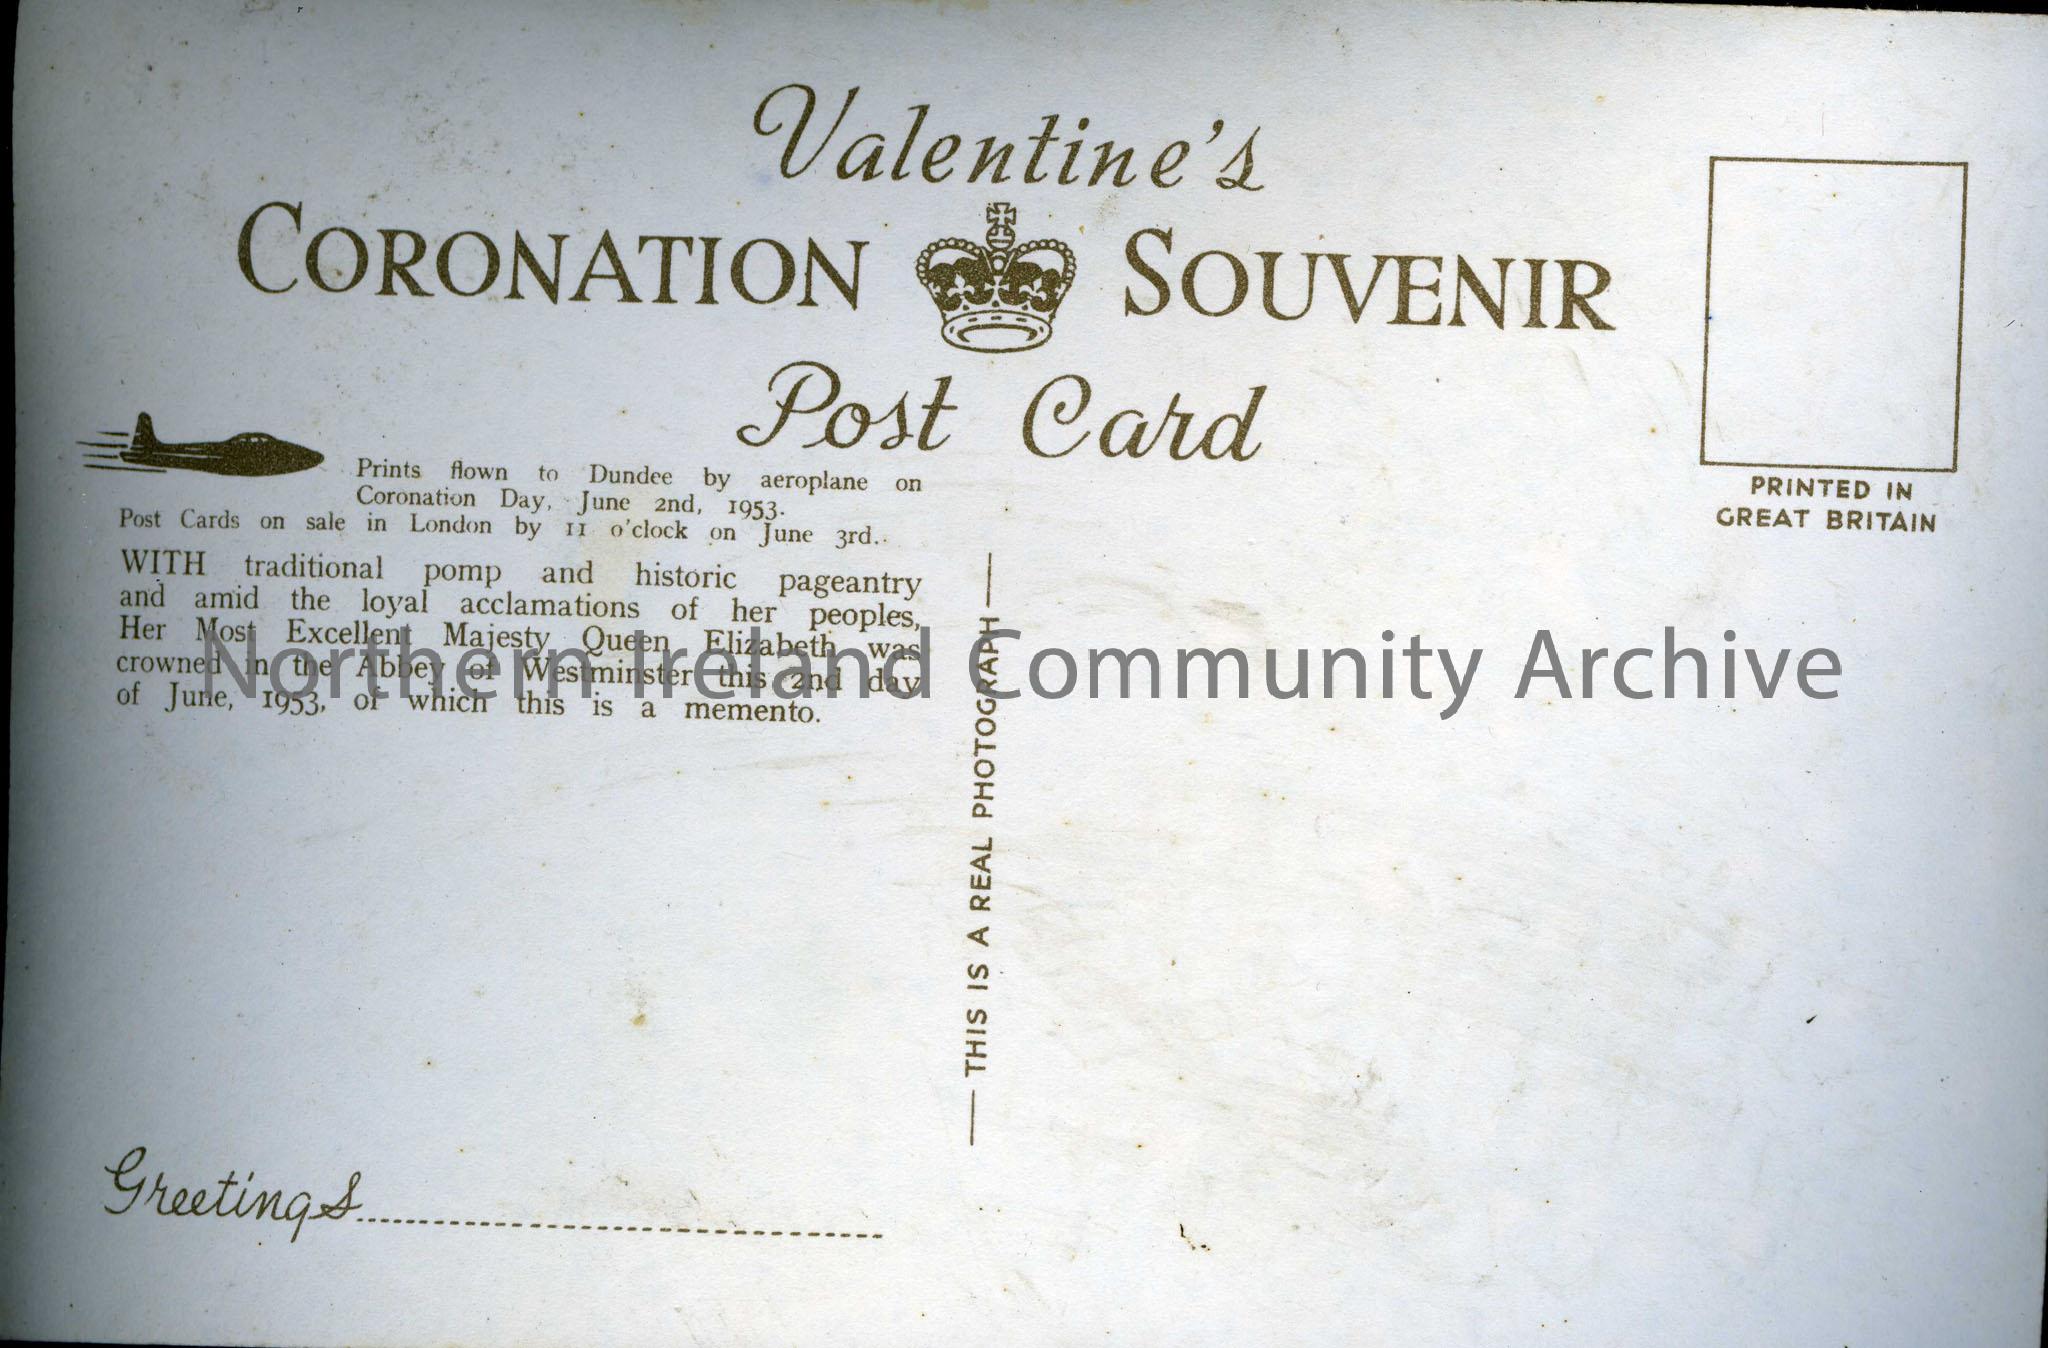 Valentine's
CORONATION SOUVENIR
Post Card
Prints flown to Dundee by aeroplane on
Coronation Day, June 2nd, 1953.
Post Cards on sale in London by 11 o'clock on June 3rd.
WITH traditional pomp and historic pageantry
and amid the loyal acclamations of her peoples,
Her Most Excellent Majesty Queen Elizabeth was
crowned in the Abbey of Westminster this 2nd day
of June, 1953, of which this is a memento.
Greetings
THIS IS A REAL PHOTOGRAPH
PRINTED IN
GREAT BRITAIN
Northern Ireland Community Archive